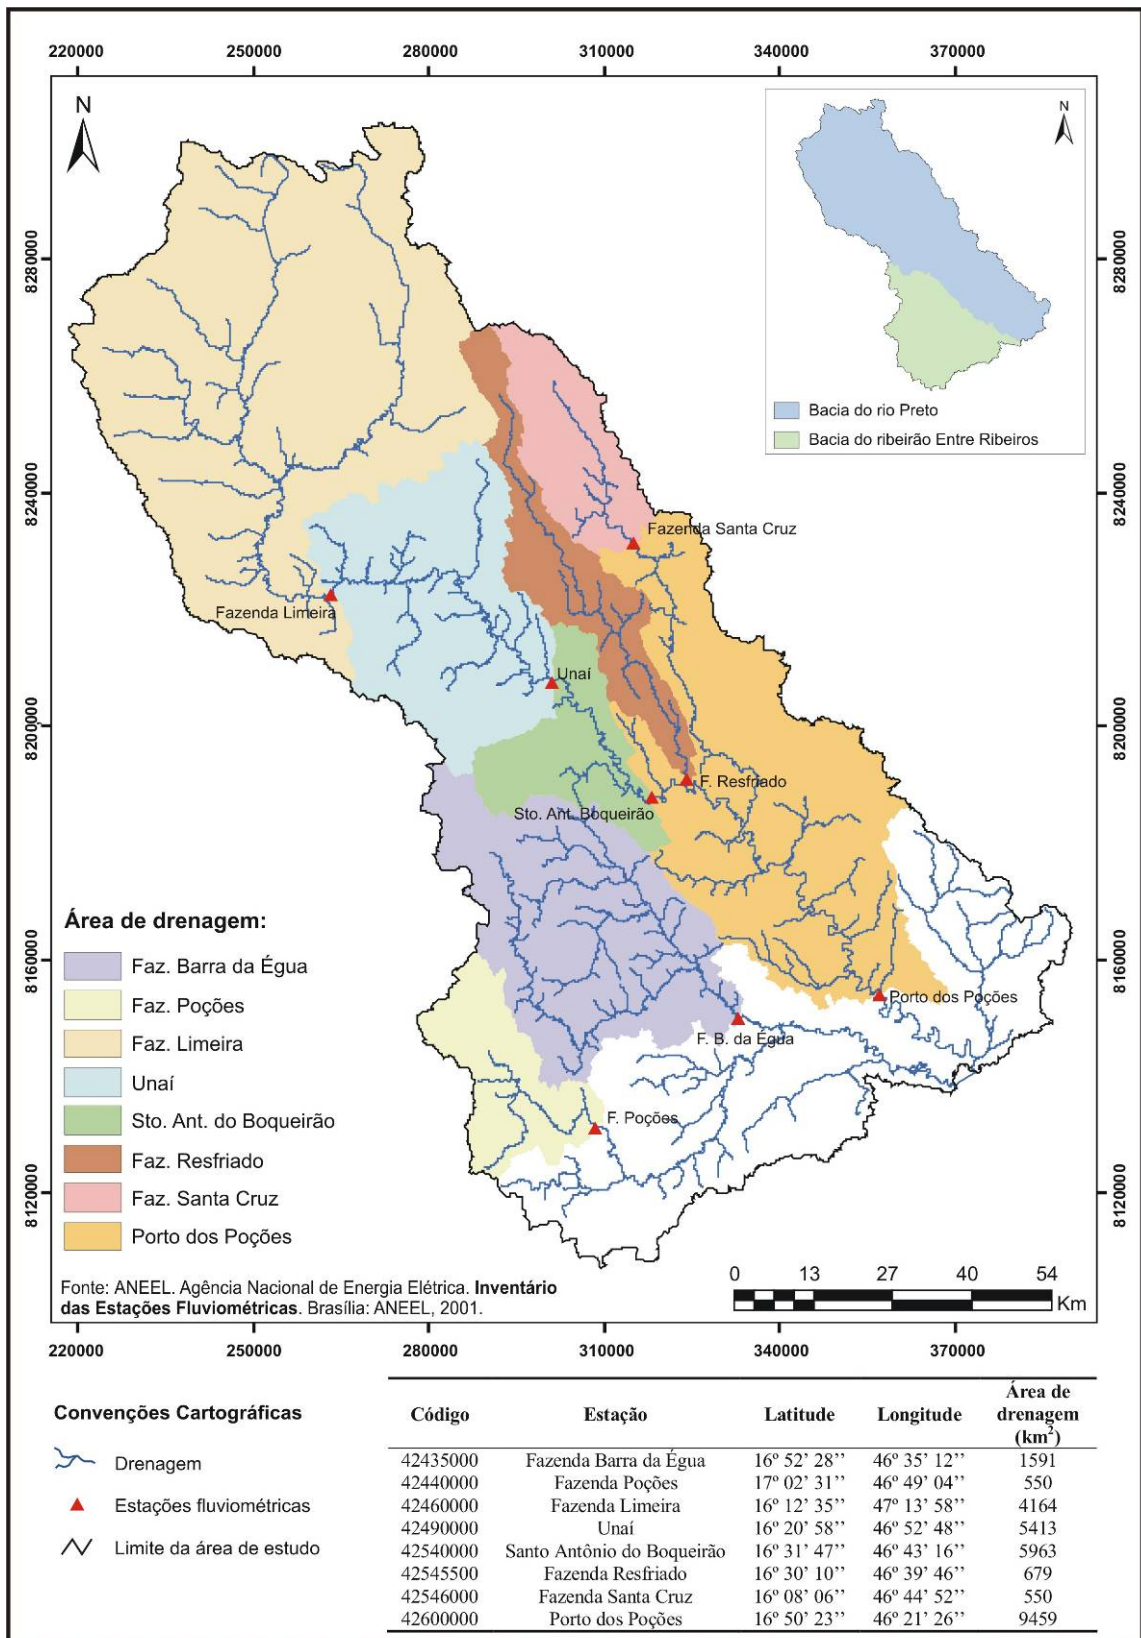 220000 250000 280000 310000 340000 370000
N
N
8280000
8280000
Bacia do rio Preto
Bacia do ribeirão Entre Ribeiros
8240000
8240000
Fazenda Santa Cruz
Fazenda Limeira
Unaí
8200000
8200000
F. Resfriado
Sto. Ant. Boqueirão
Área de drenagem:
Faz. Barra da Égua
8160000
8160000
Faz. Poções
Porto dos Poções
Faz. Limeira
F. B. da Égua
Unaí
Sto. Ant. do Boqueirão
F. Poções
Faz. Resfriado
Faz. Santa Cruz
8120000
8120000
Porto dos Poções
Fonte: ANEEL. Agência Nacional de Energia Elétrica. Inventário
das Estações Fluviométricas. Brasília: ANEEL, 2001.
0 13 27 40 54
Km
220000 250000 280000 310000 340000 370000
Convenções Cartográficas
Drenagem
Estações fluviométricas
Limite da área de estudo
Código Estação Latitude Longitude Área de drenagem (km²)
42435000 Fazenda Barra da Égua 16º 52' 28'' 46º 35' 12'' 1591
42440000 Fazenda Poções 17º 02' 31'' 46º 49' 04'' 550
42460000 Fazenda Limeira 16º 12' 35'' 47º 13' 58'' 4164
42490000 Unaí 16º 20' 58'' 46º 52' 48'' 5413
42540000 Santo Antônio do Boqueirão 16º 31' 47'' 46º 43' 16'' 5963
42545500 Fazenda Resfriado 16º 30' 10'' 46º 39' 46'' 679
42546000 Fazenda Santa Cruz 16º 08' 06'' 46º 44' 52'' 550
42600000 Porto dos Poções 16º 50' 23'' 46º 21' 26'' 9459